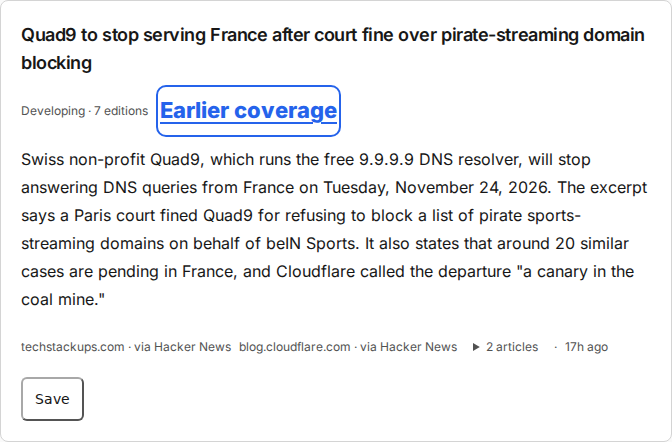 Quad9 to stop serving France after court fine over pirate-streaming domain
blocking
Developing · 7 editions Earlier coverage
Swiss non-profit Quad9, which runs the free 9.9.9.9 DNS resolver, will stop
answering DNS queries from France on Tuesday, November 24, 2026. The excerpt
says a Paris court fined Quad9 for refusing to block a list of pirate sports-
streaming domains on behalf of beIN Sports. It also states that around 20 similar
cases are pending in France, and Cloudflare called the departure "a canary in the
coal mine."
techstackups.com · via Hacker News blog.cloudflare.com · via Hacker News ▶ 2 articles · 17h ago
Save